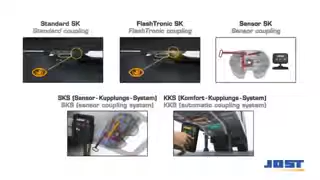 Standard SK
Standard coupling
FlashTronic SK
FlashTronic coupling
Sensor SK
Sensor coupling
SKS (Sensor-Kupplungs-System)
SKS (sensor coupling system)
KKS (Komfort-Kupplungs-System)
KKS (automatic coupling system)
JOST